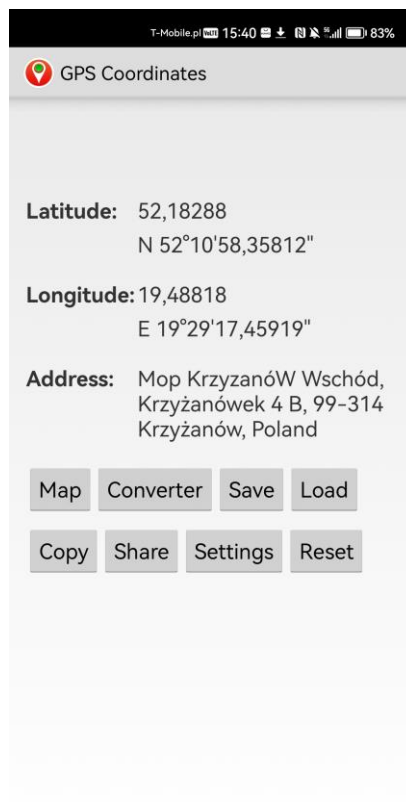 T-Mobile.pl VoLTE 15:40 83%
GPS Coordinates
Latitude: 52,18288
N 52°10'58,35812"
Longitude: 19,48818
E 19°29'17,45919"
Address: Mop KrzyzanóW Wschód,
Krzyżanówek 4 B, 99-314
Krzyżanów, Poland
Map Converter Save Load
Copy Share Settings Reset